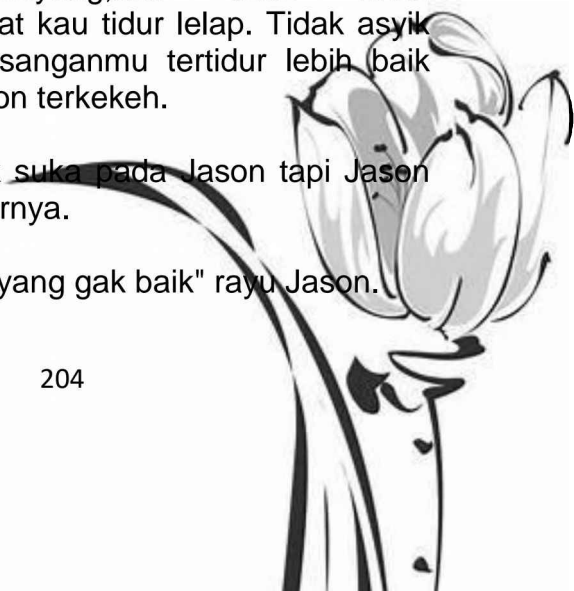 at kau tidur lelap. Tidak asyik
sanganmu tertidur lebih baik
on terkekeh.
suka pada Jason tapi Jason
rnya.
yang gak baik" rayu Jason.
204